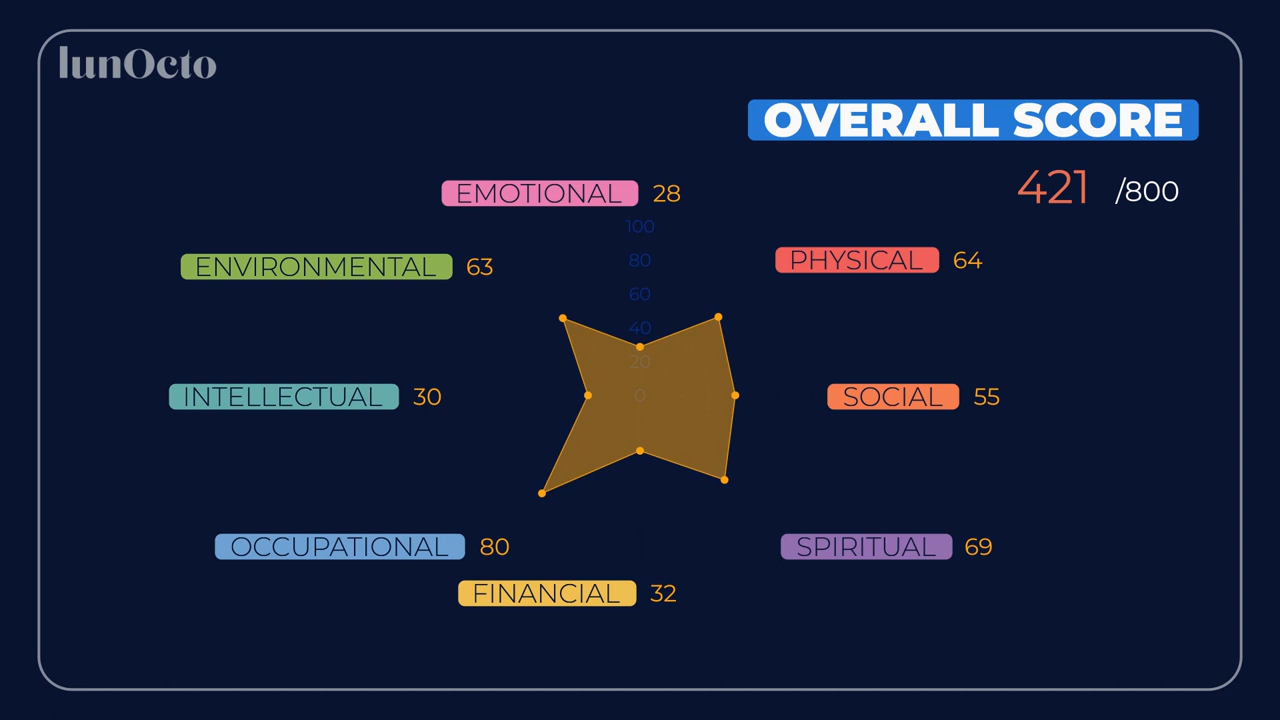 lunOcto
OVERALL SCORE
421 /800
EMOTIONAL 28
100
ENVIRONMENTAL 63
80
PHYSICAL 64
60
40
20
0
INTELLECTUAL 30
SOCIAL 55
OCCUPATIONAL 80
SPIRITUAL 69
FINANCIAL 32